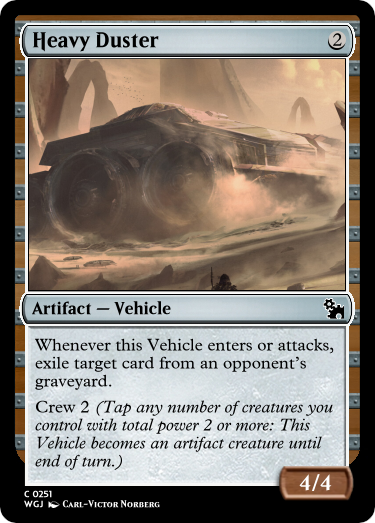 Heavy Duster 2
Artifact — Vehicle
Whenever this Vehicle enters or attacks,
exile target card from an opponent's
graveyard.
Crew 2 (Tap any number of creatures you
control with total power 2 or more: This
Vehicle becomes an artifact creature until
end of turn.)
4/4
C 0251
WGJ Carl-Victor Norberg